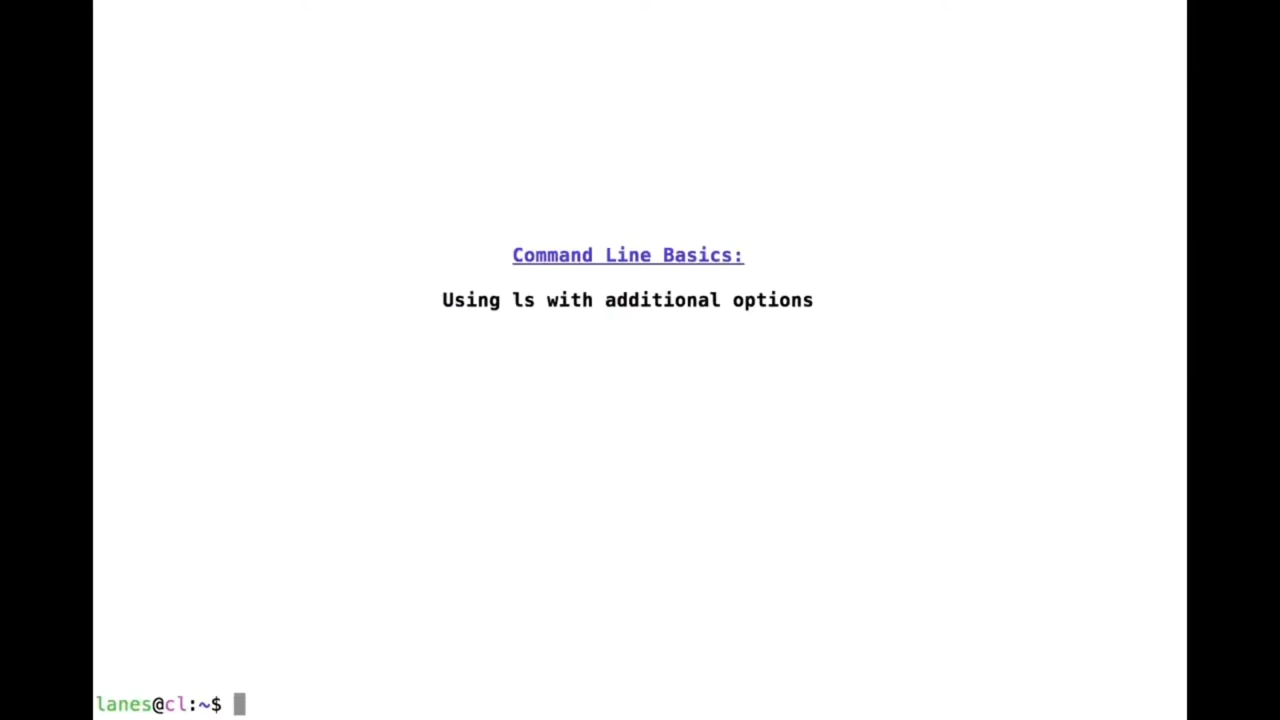 Command Line Basics:
Using ls with additional options
lanes@cl:~$